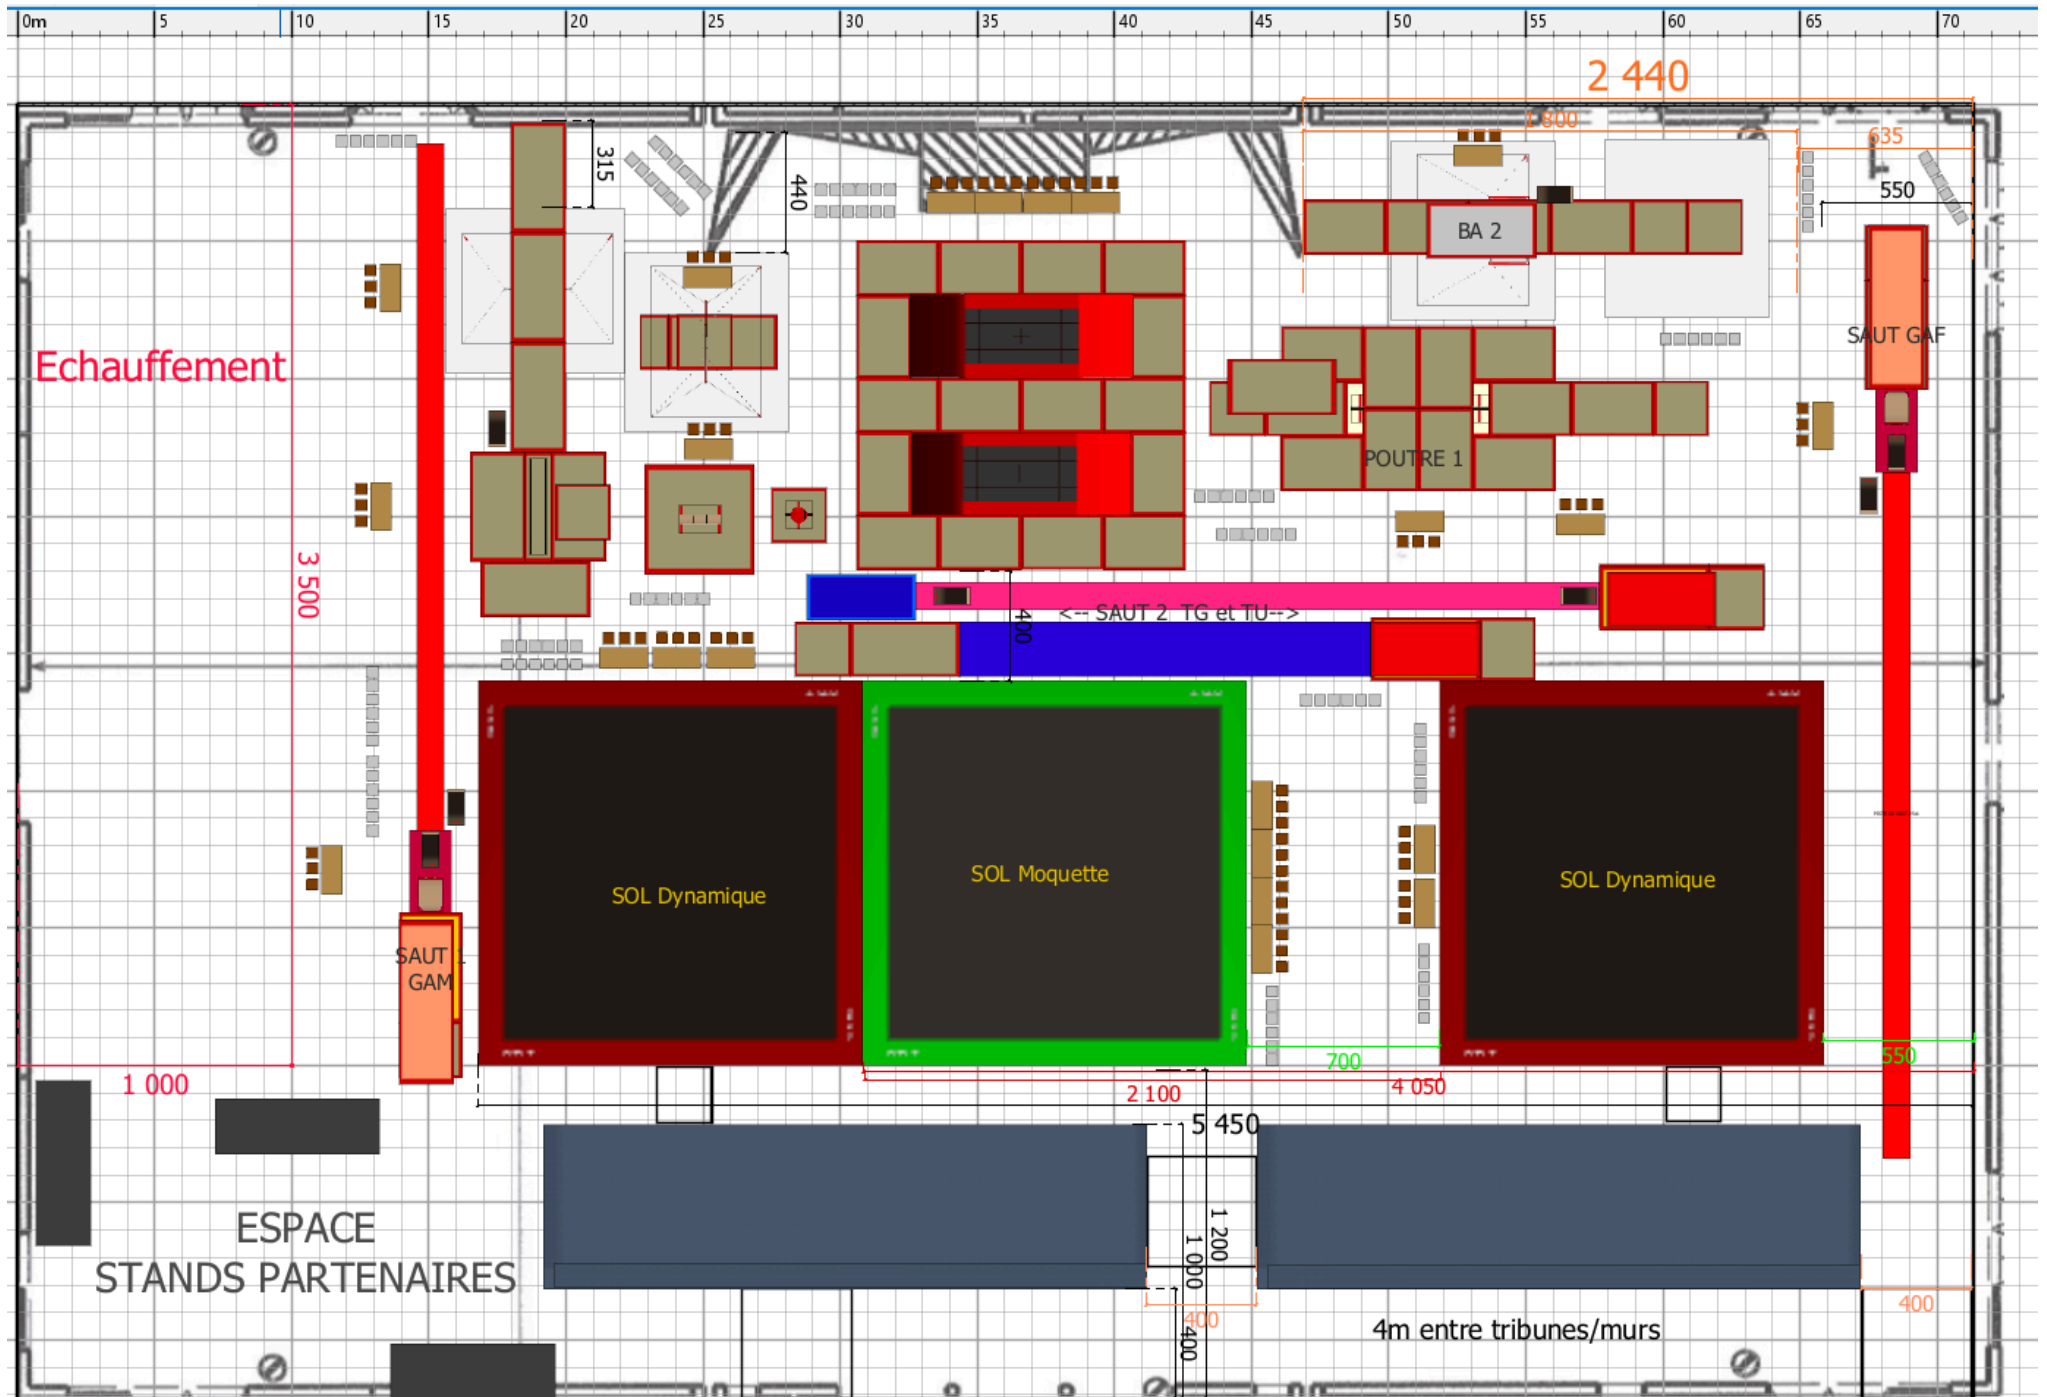 0m 5 10 15 20 25 30 35 40 45 50 55 60 65 70
2 440
1 800
635
550
315
440
BA 2
SAUT GAF
Echauffement
POUTRE 1
3 500
<-- SAUT 2 TG et TU-->
400
SOL Dynamique
SOL Moquette
SOL Dynamique
SAUT 1
GAM
700
550
1 000
2 100
4 050
5 450
1 200
1 000
ESPACE
STANDS PARTENAIRES
400
400
400
4m entre tribunes/murs